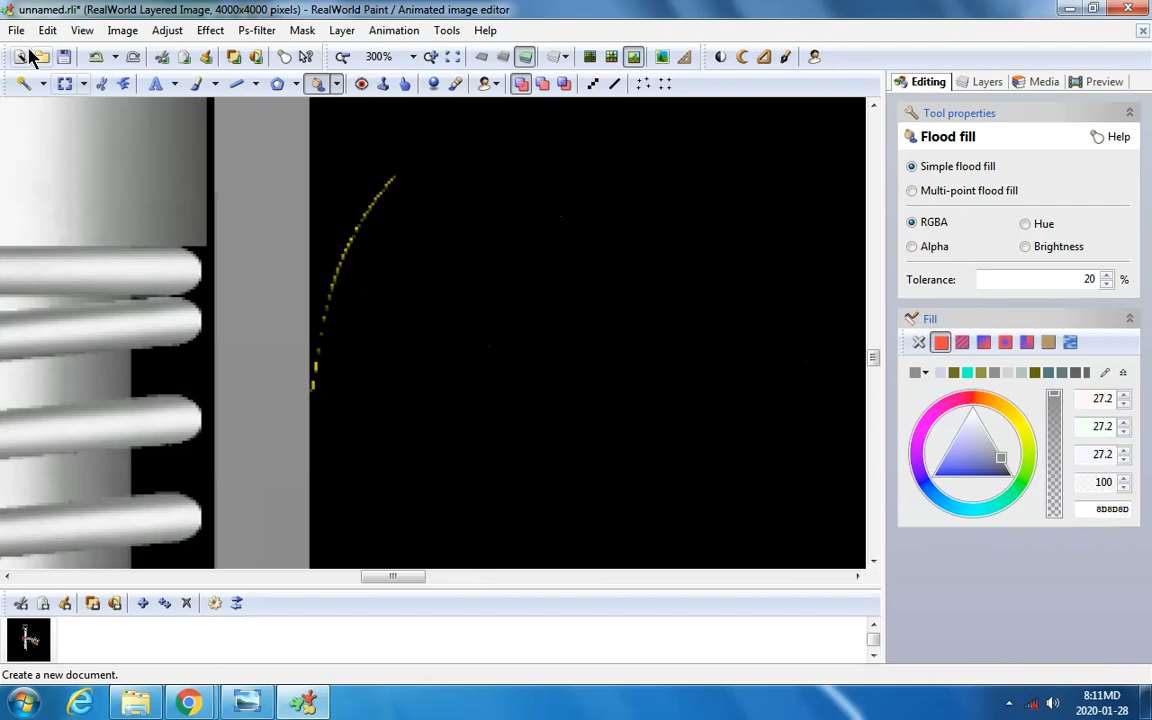 unnamed.rli* (RealWorld Layered Image, 4000x4000 pixels) - RealWorld Paint / Animated image editor
File Edit View Image Adjust Effect Ps-filter Mask Layer Animation Tools Help
300%
Editing Layers Media Preview
Tool properties
Flood fill Help
Simple flood fill
Multi-point flood fill
RGBA Hue
Alpha Brightness
Tolerance: 20 %
Fill
27.2
27.2
27.2
100
8D8D8D
Create a new document.
8:11MD
2020-01-28